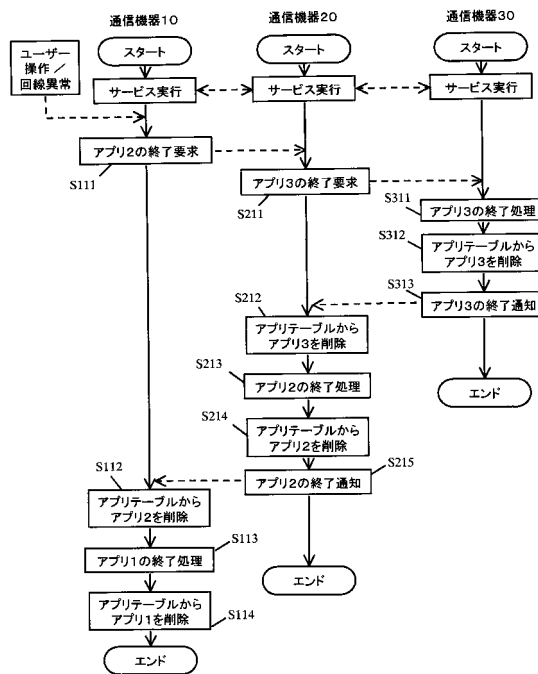 通信機器10
通信機器20
通信機器30
スタート
スタート
スタート
ユーザー
操作／
回線異常
サービス実行
サービス実行
サービス実行
アプリ2の終了要求
S111
アプリ3の終了要求
S211
S311
アプリ3の終了処理
S312
アプリテーブルから
アプリ3を削除
S313
アプリ3の終了通知
エンド
S212
アプリテーブルから
アプリ3を削除
S213
アプリ2の終了処理
S214
アプリテーブルから
アプリ2を削除
S215
アプリ2の終了通知
エンド
S112
アプリテーブルから
アプリ2を削除
S113
アプリ1の終了処理
アプリテーブルから
アプリ1を削除
S114
エンド